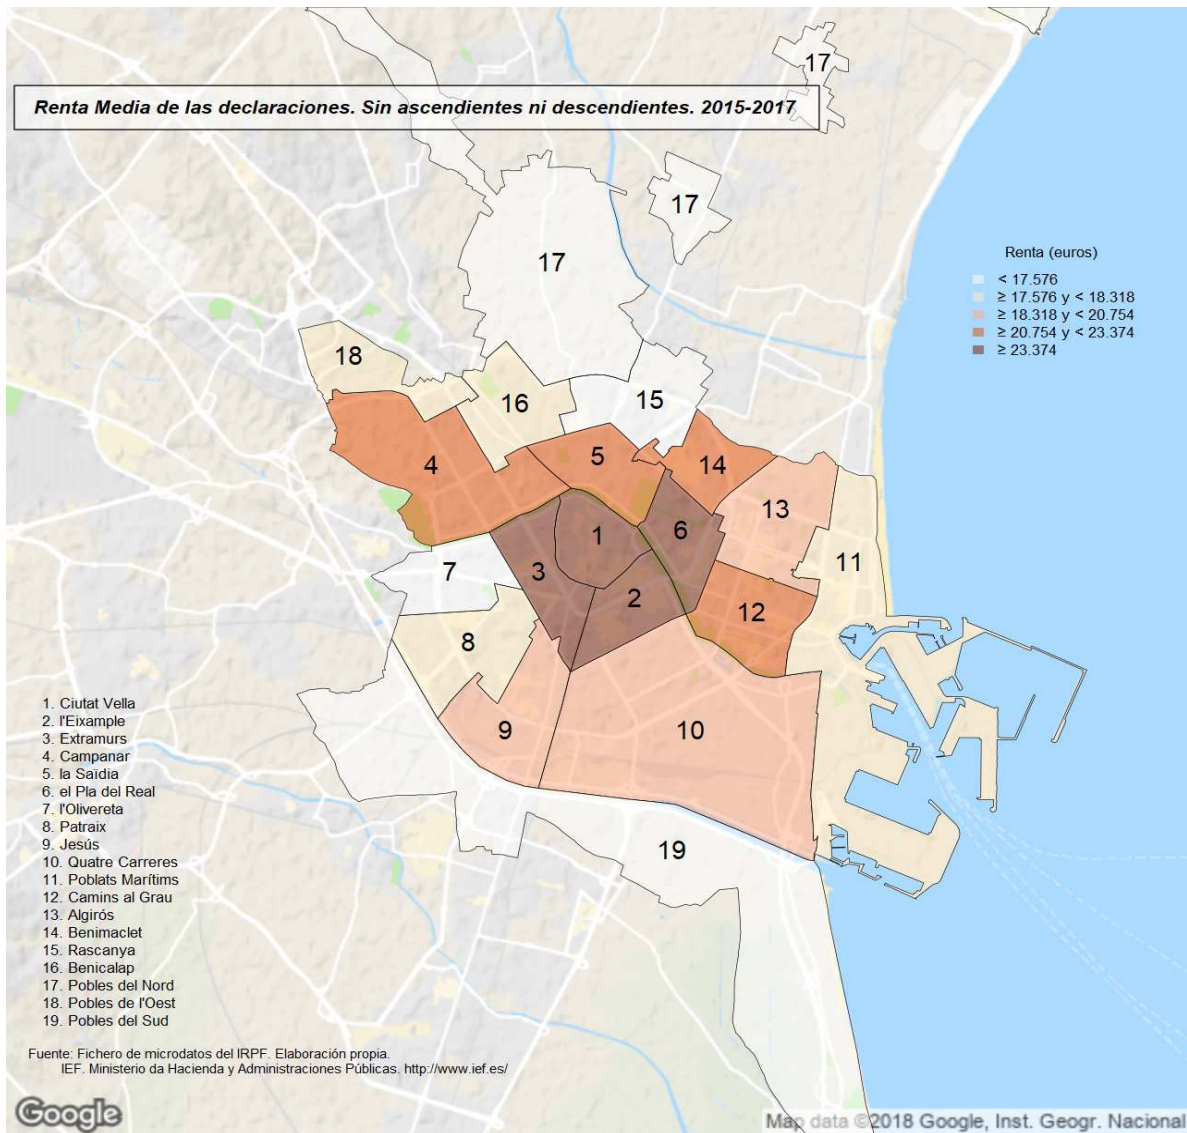 17
Renta Media de las declaraciones. Sin ascendientes ni descendientes. 2015-2017
17
17
Renta (euros)
< 17.576
≥ 17.576 y < 18.318
≥ 18.318 y < 20.754
≥ 20.754 y < 23.374
≥ 23.374
18
16
15
4
5
14
13
6
1
11
7
3
2
12
8
9
10
19
1. Ciutat Vella
2. l'Eixample
3. Extramurs
4. Campanar
5. la Saïdia
6. el Pla del Real
7. l'Olivereta
8. Patraix
9. Jesús
10. Quatre Carreres
11. Poblats Marítims
12. Camins al Grau
13. Algirós
14. Benimaclet
15. Rascanya
16. Benicalap
17. Pobles del Nord
18. Pobles de l'Oest
19. Pobles del Sud
Fuente: Fichero de microdatos del IRPF. Elaboración propia.
IEF. Ministerio da Hacienda y Administraciones Públicas. http://www.ief.es/
Google
Map data ©2018 Google, Inst. Geogr. Nacional